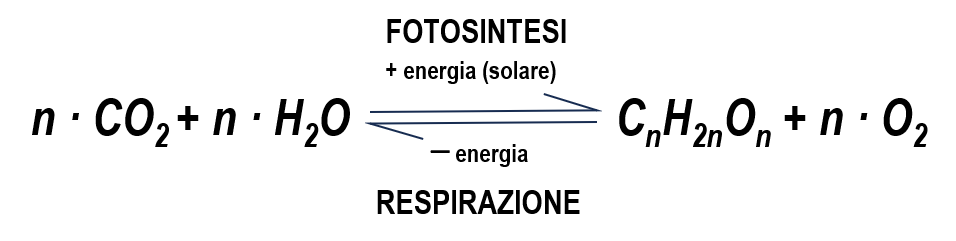 FOTOSINTESI
+ energia (solare)
n · CO₂ + n · H₂O ⇌ CₙH₂ₙOₙ + n · O₂
− energia
RESPIRAZIONE